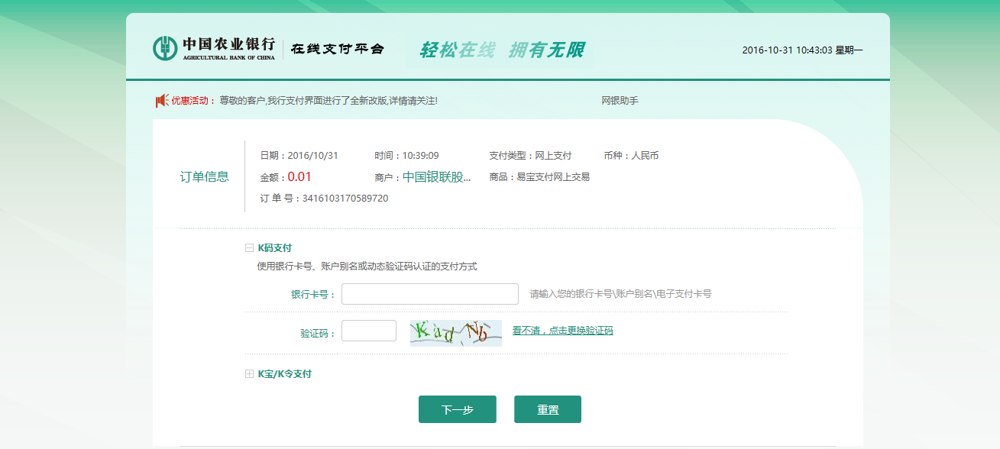 中国农业银行 在线支付平台 轻松在线 拥有无限
AGRICULTURAL BANK OF CHINA
2016-10-31 10:43:03 星期一
优惠活动： 尊敬的客户,我行支付界面进行了全新改版,详情请关注! 网银助手
订单信息
日期：2016/10/31 时间：10:39:09 支付类型：网上支付 币种：人民币
金额：0.01 商户：中国银联股... 商品：易宝支付网上交易
订 单 号：3416103170589720
K码支付
使用银行卡号、账户别名或动态验证码认证的支付方式
银行卡号： 请输入您的银行卡号\账户别名\电子支付卡号
验证码： KadNb 看不清，点击更换验证码
K宝/K令支付
下一步 重置